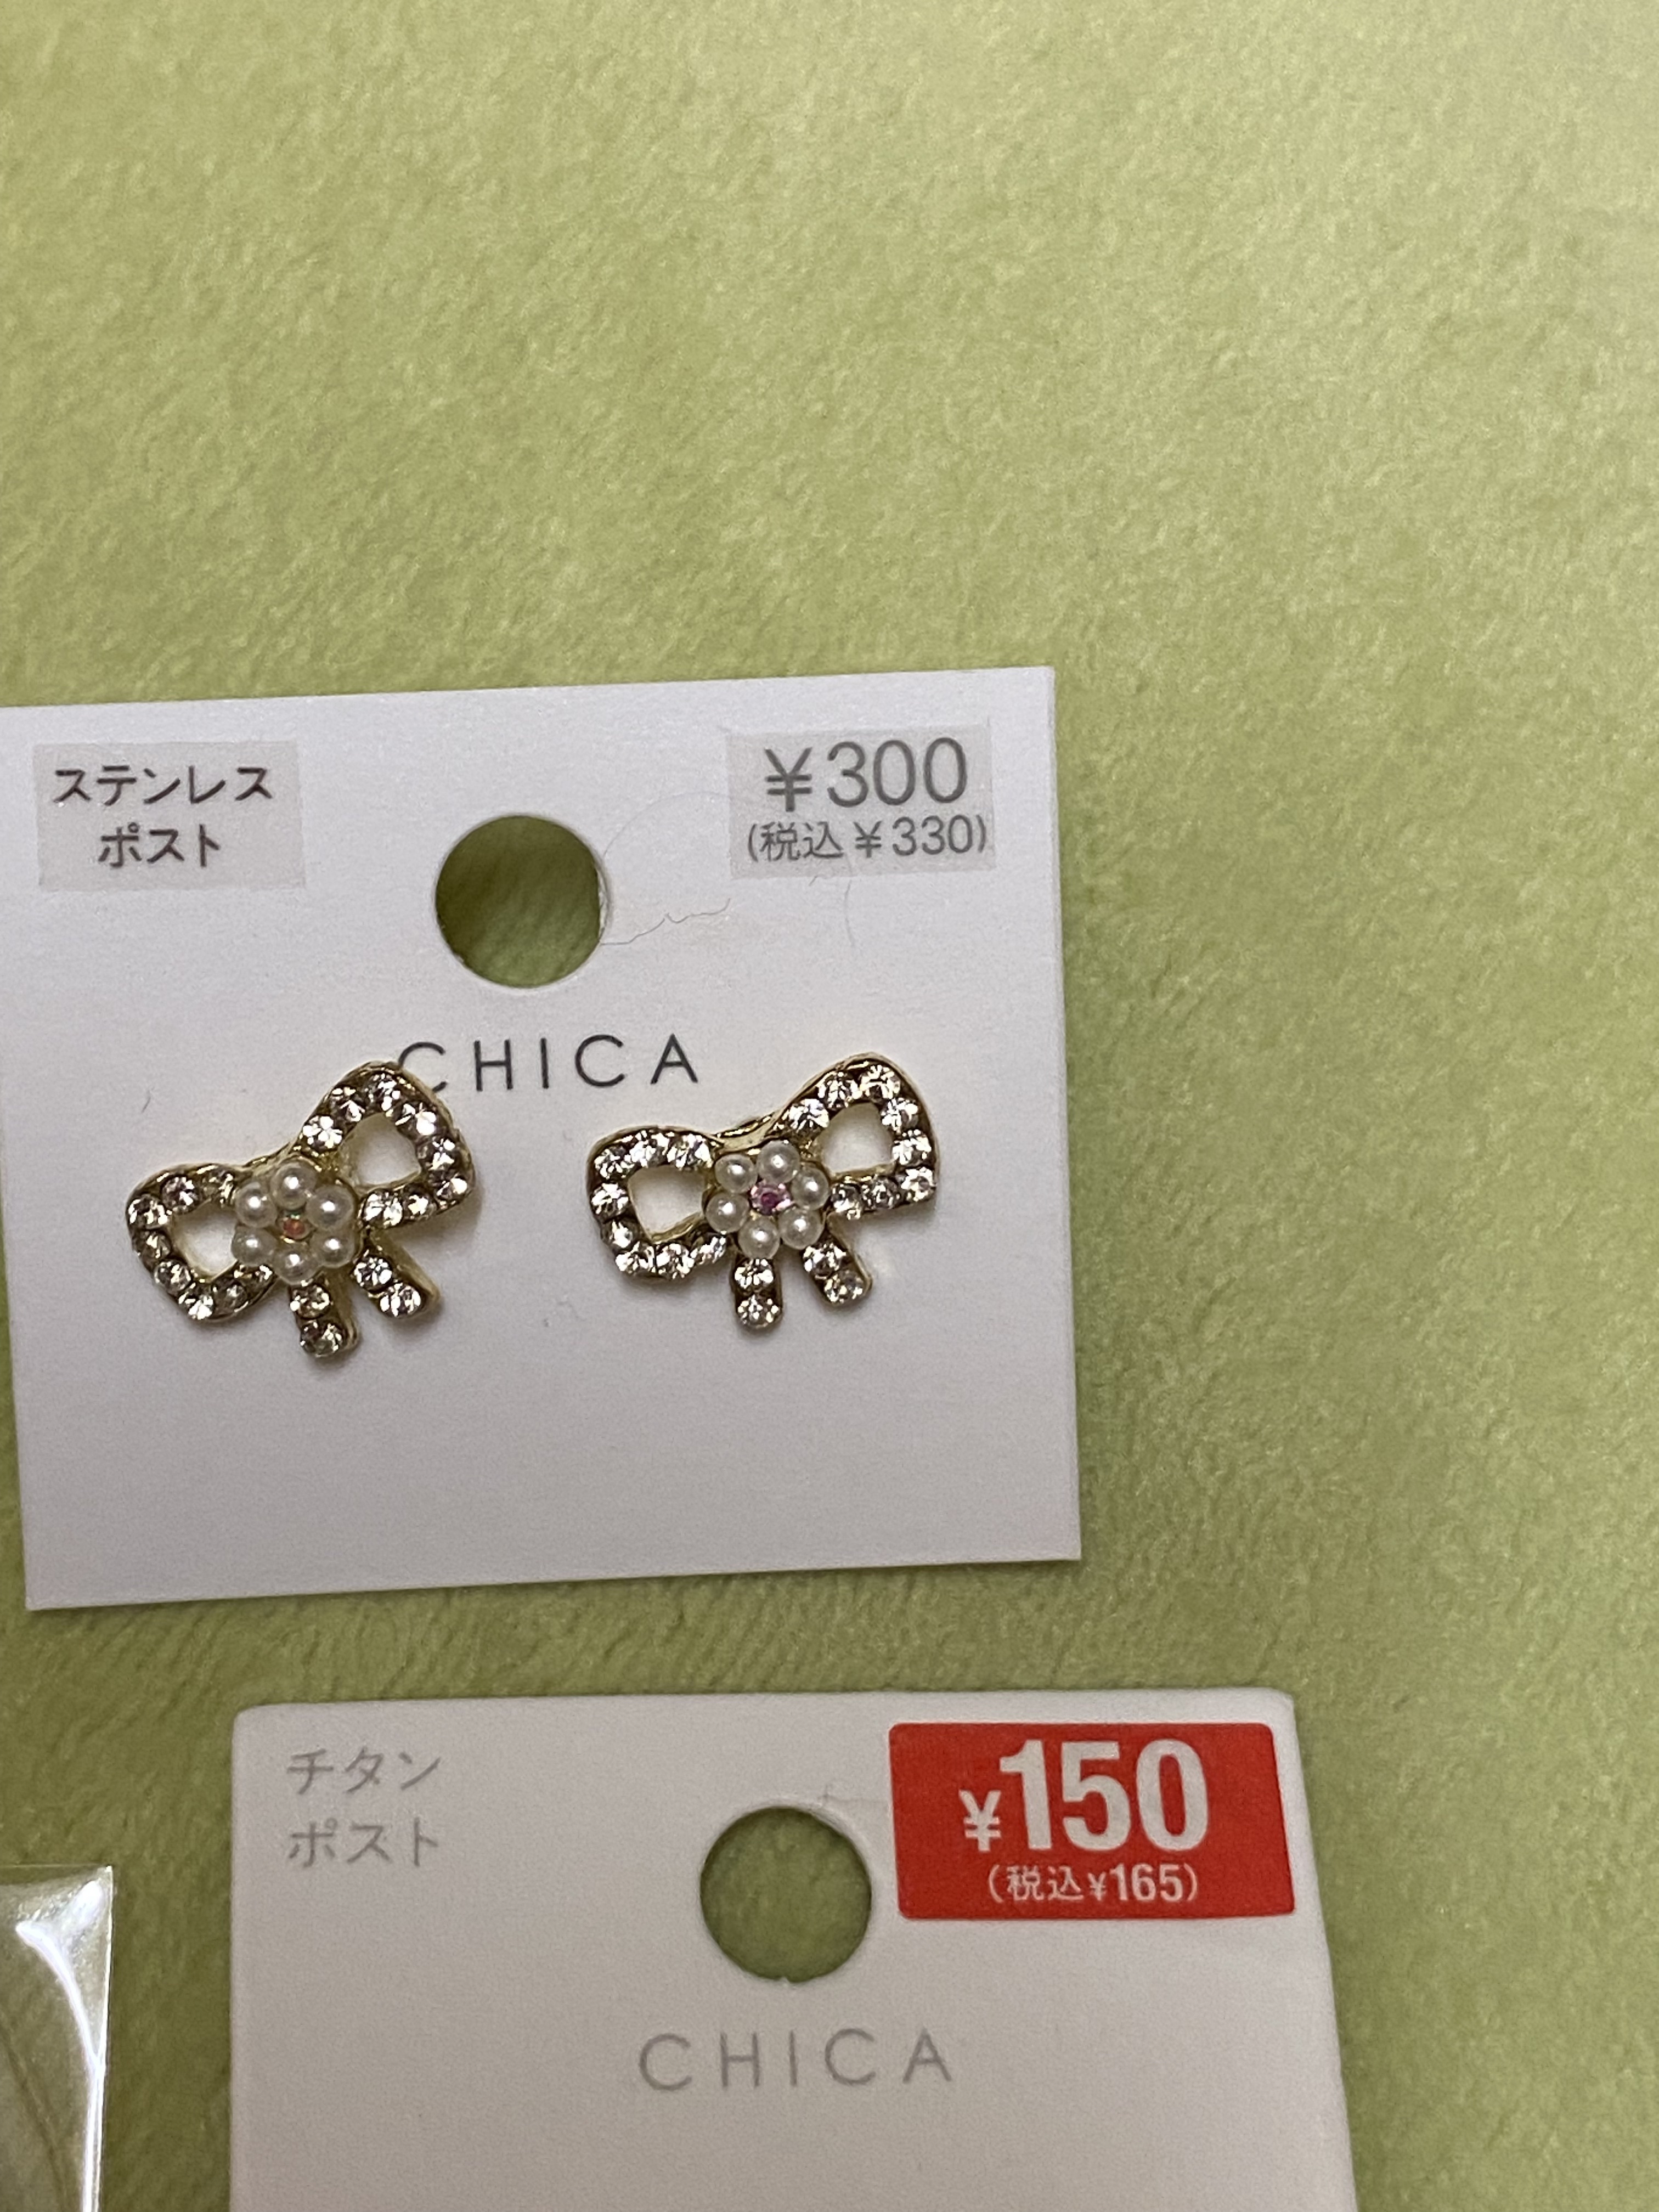 ステンレス
ポスト
¥300
(税込¥330)
CHICA
チタン
ポスト
¥150
(税込¥165)
CHICA